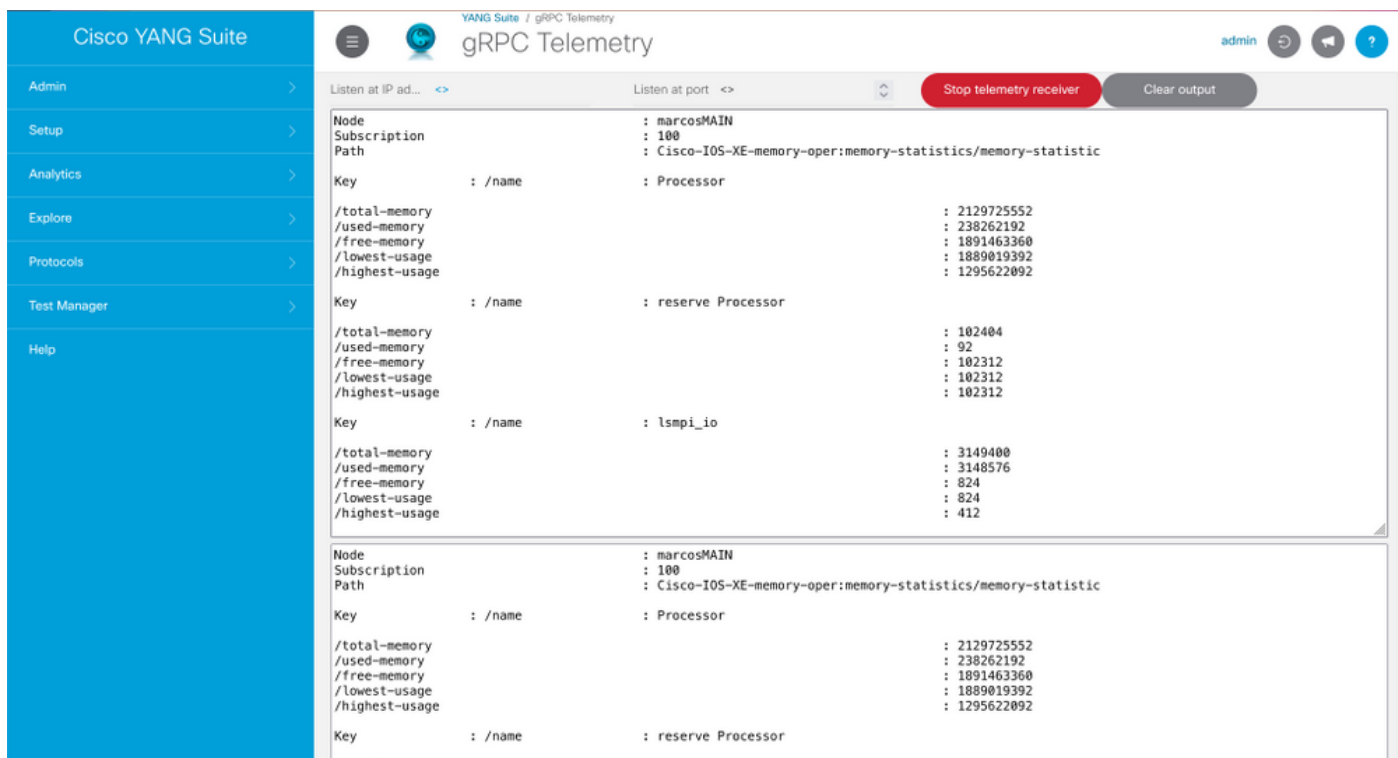 Cisco YANG Suite
Admin
Setup
Analytics
Explore
Protocols
Test Manager
Help
YANG Suite / gRPC Telemetry
gRPC Telemetry
admin
?
Listen at IP ad... <> Listen at port <> Stop telemetry receiver Clear output
Node : marcosMAIN
Subscription : 100
Path : Cisco-IOS-XE-memory-oper:memory-statistics/memory-statistic
Key : /name : Processor
/total-memory : 2129725552
/used-memory : 238262192
/free-memory : 1891463360
/lowest-usage : 1889019392
/highest-usage : 1295622092
Key : /name : reserve Processor
/total-memory : 102404
/used-memory : 92
/free-memory : 102312
/lowest-usage : 102312
/highest-usage : 102312
Key : /name : lsmpi_io
/total-memory : 3149400
/used-memory : 3148576
/free-memory : 824
/lowest-usage : 824
/highest-usage : 412
Node : marcosMAIN
Subscription : 100
Path : Cisco-IOS-XE-memory-oper:memory-statistics/memory-statistic
Key : /name : Processor
/total-memory : 2129725552
/used-memory : 238262192
/free-memory : 1891463360
/lowest-usage : 1889019392
/highest-usage : 1295622092
Key : /name : reserve Processor